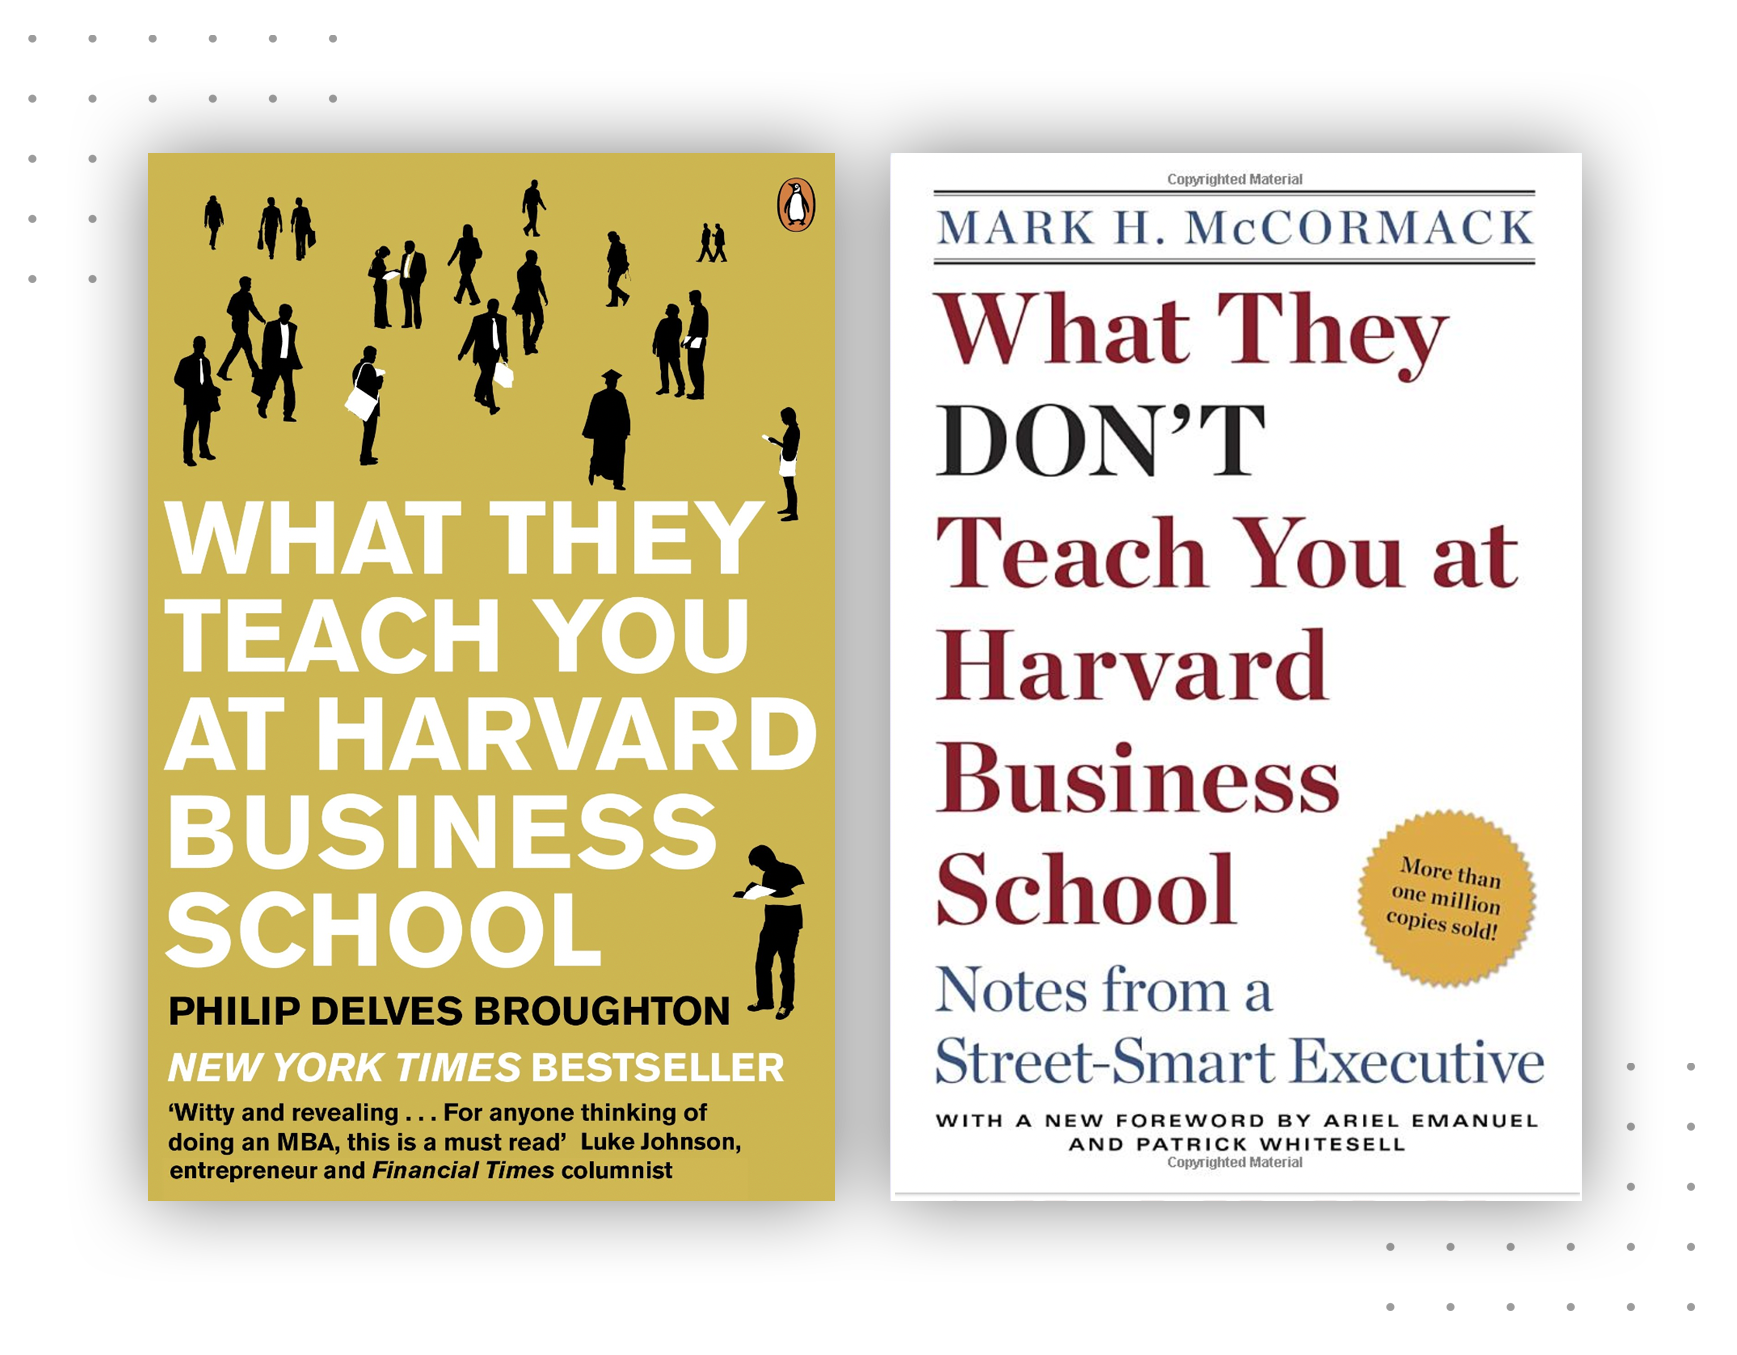 WHAT THEY
TEACH YOU
AT HARVARD
BUSINESS
SCHOOL
PHILIP DELVES BROUGHTON
NEW YORK TIMES BESTSELLER
‘Witty and revealing . . . For anyone thinking of
doing an MBA, this is a must read’ Luke Johnson,
entrepreneur and Financial Times columnist
Copyrighted Material
MARK H. McCORMACK
What They
DON’T
Teach You at
Harvard
Business
School
More than
one million
copies sold!
Notes from a
Street-Smart Executive
WITH A NEW FOREWORD BY ARIEL EMANUEL
AND PATRICK WHITESELL
Copyrighted Material